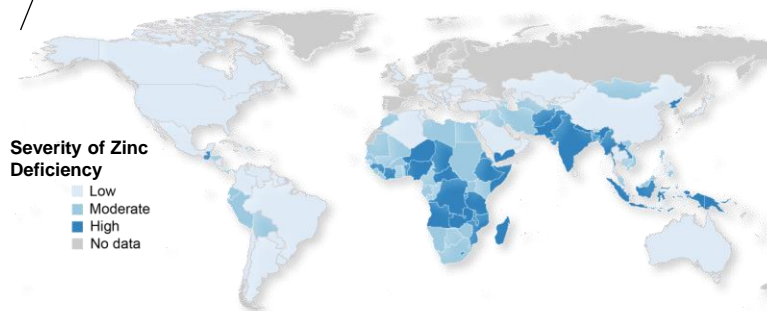 Severity of Zinc
Deficiency
Low
Moderate
High
No data